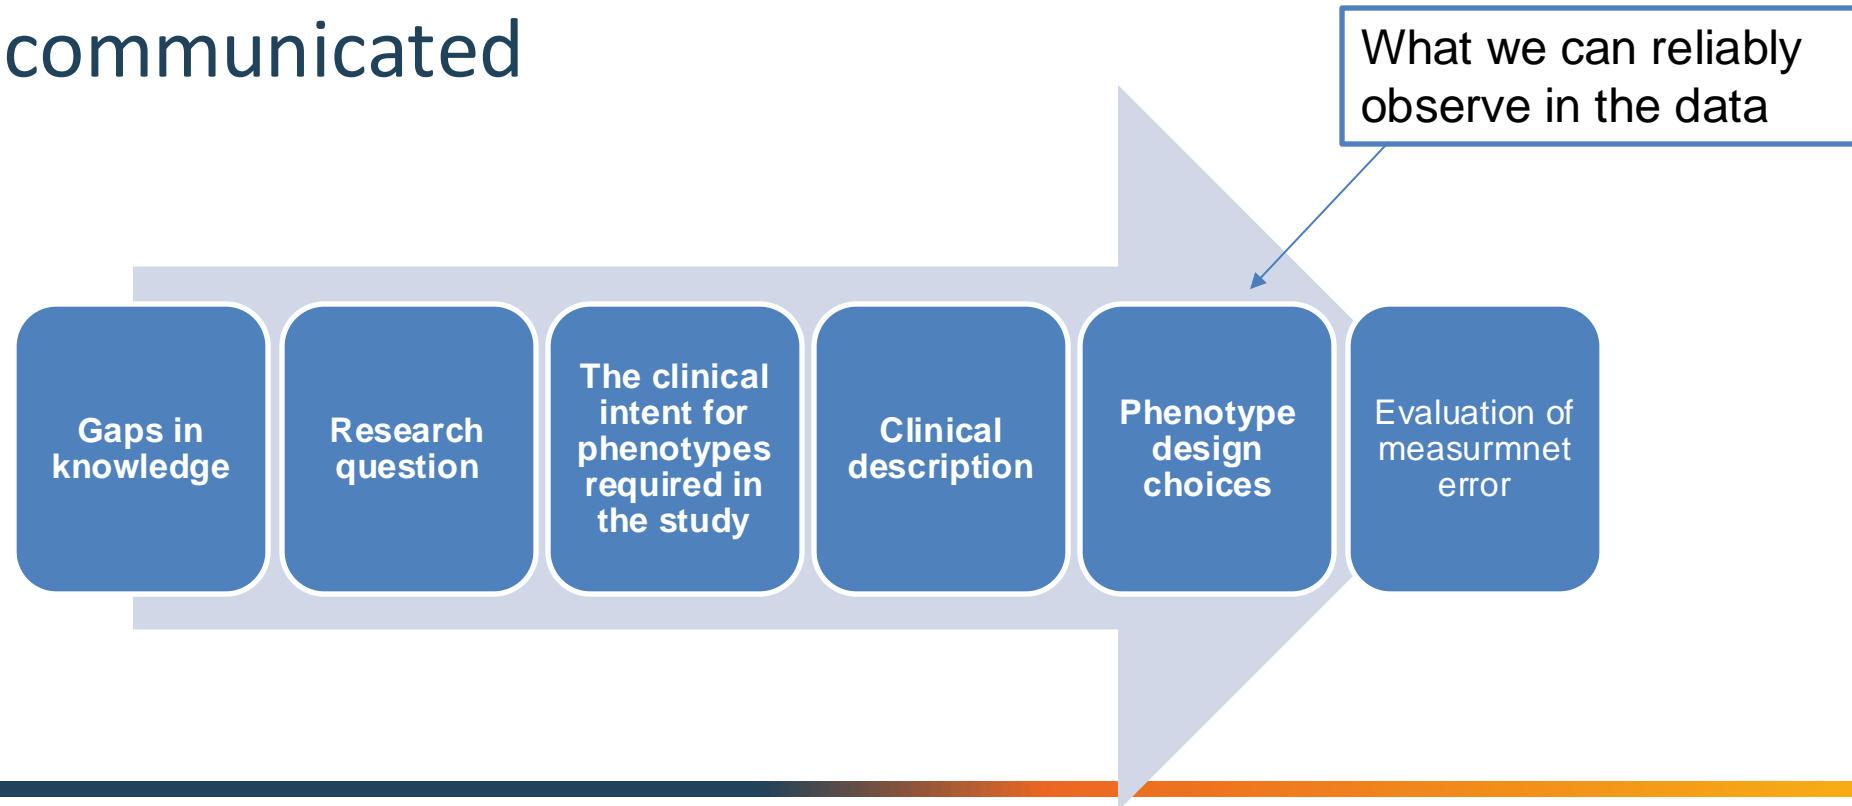 communicated
What we can reliably
observe in the data
Gaps in
knowledge
Research
question
The clinical
intent for
phenotypes
required in
the study
Clinical
description
Phenotype
design
choices
Evaluation of
measurmnet
error